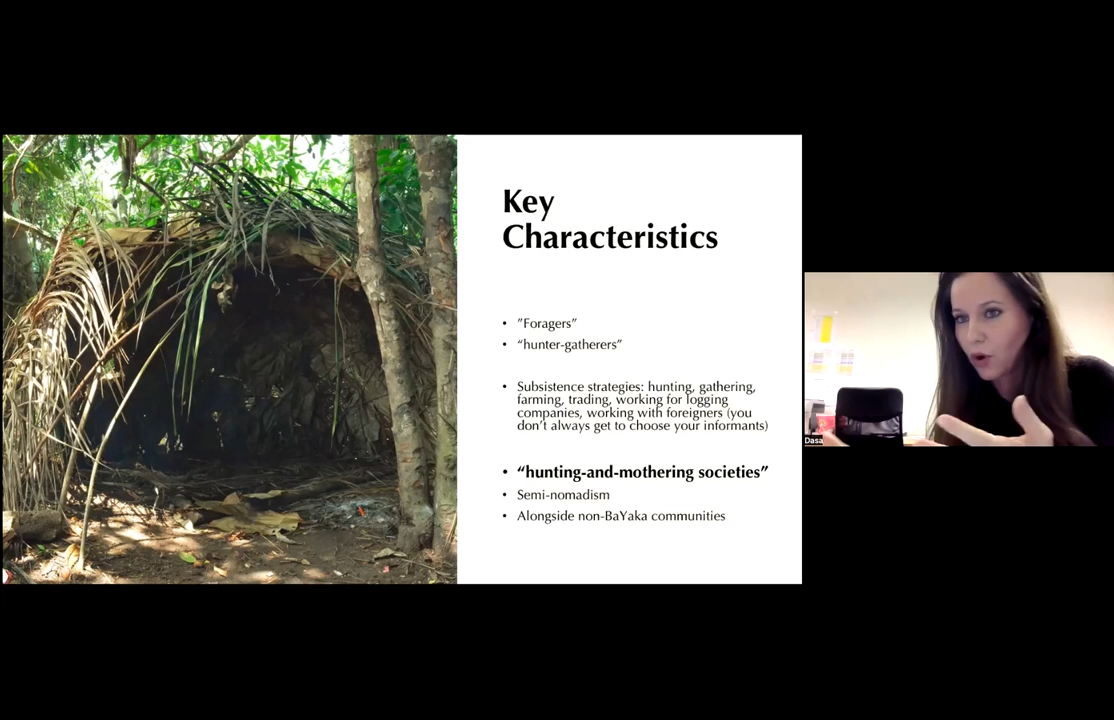 Key
Characteristics
• ”Foragers”
• “hunter-gatherers”
• Subsistence strategies: hunting, gathering,
farming, trading, working for logging
companies, working with foreigners (you
don’t always get to choose your informants)
• “hunting-and-mothering societies”
• Semi-nomadism
• Alongside non-BaYaka communities
Dasa